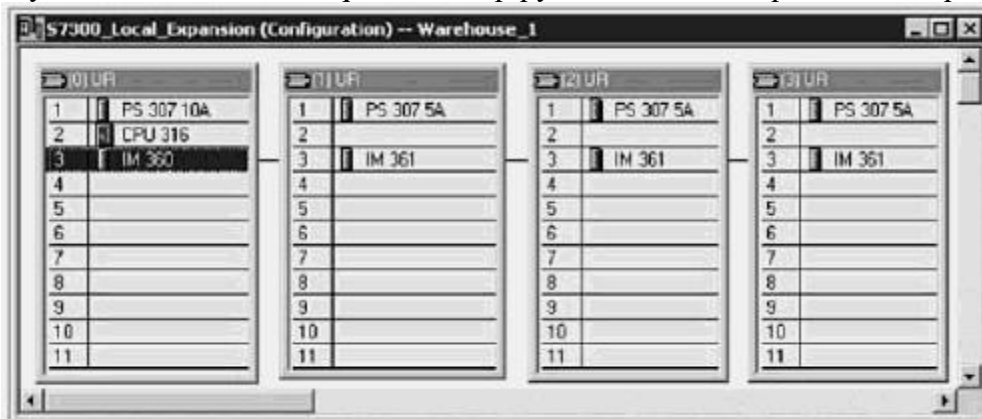 S7300_Local_Expansion (Configuration) -- Warehouse_1
(0) UR
1 PS 307 10A
2 CPU 316
3 IM 360
4
5
6
7
8
9
10
11
(1) UR
1 PS 307 5A
2
3 IM 361
4
5
6
7
8
9
10
11
(2) UR
1 PS 307 5A
2
3 IM 361
4
5
6
7
8
9
10
11
(3) UR
1 PS 307 5A
2
3 IM 361
4
5
6
7
8
9
10
11